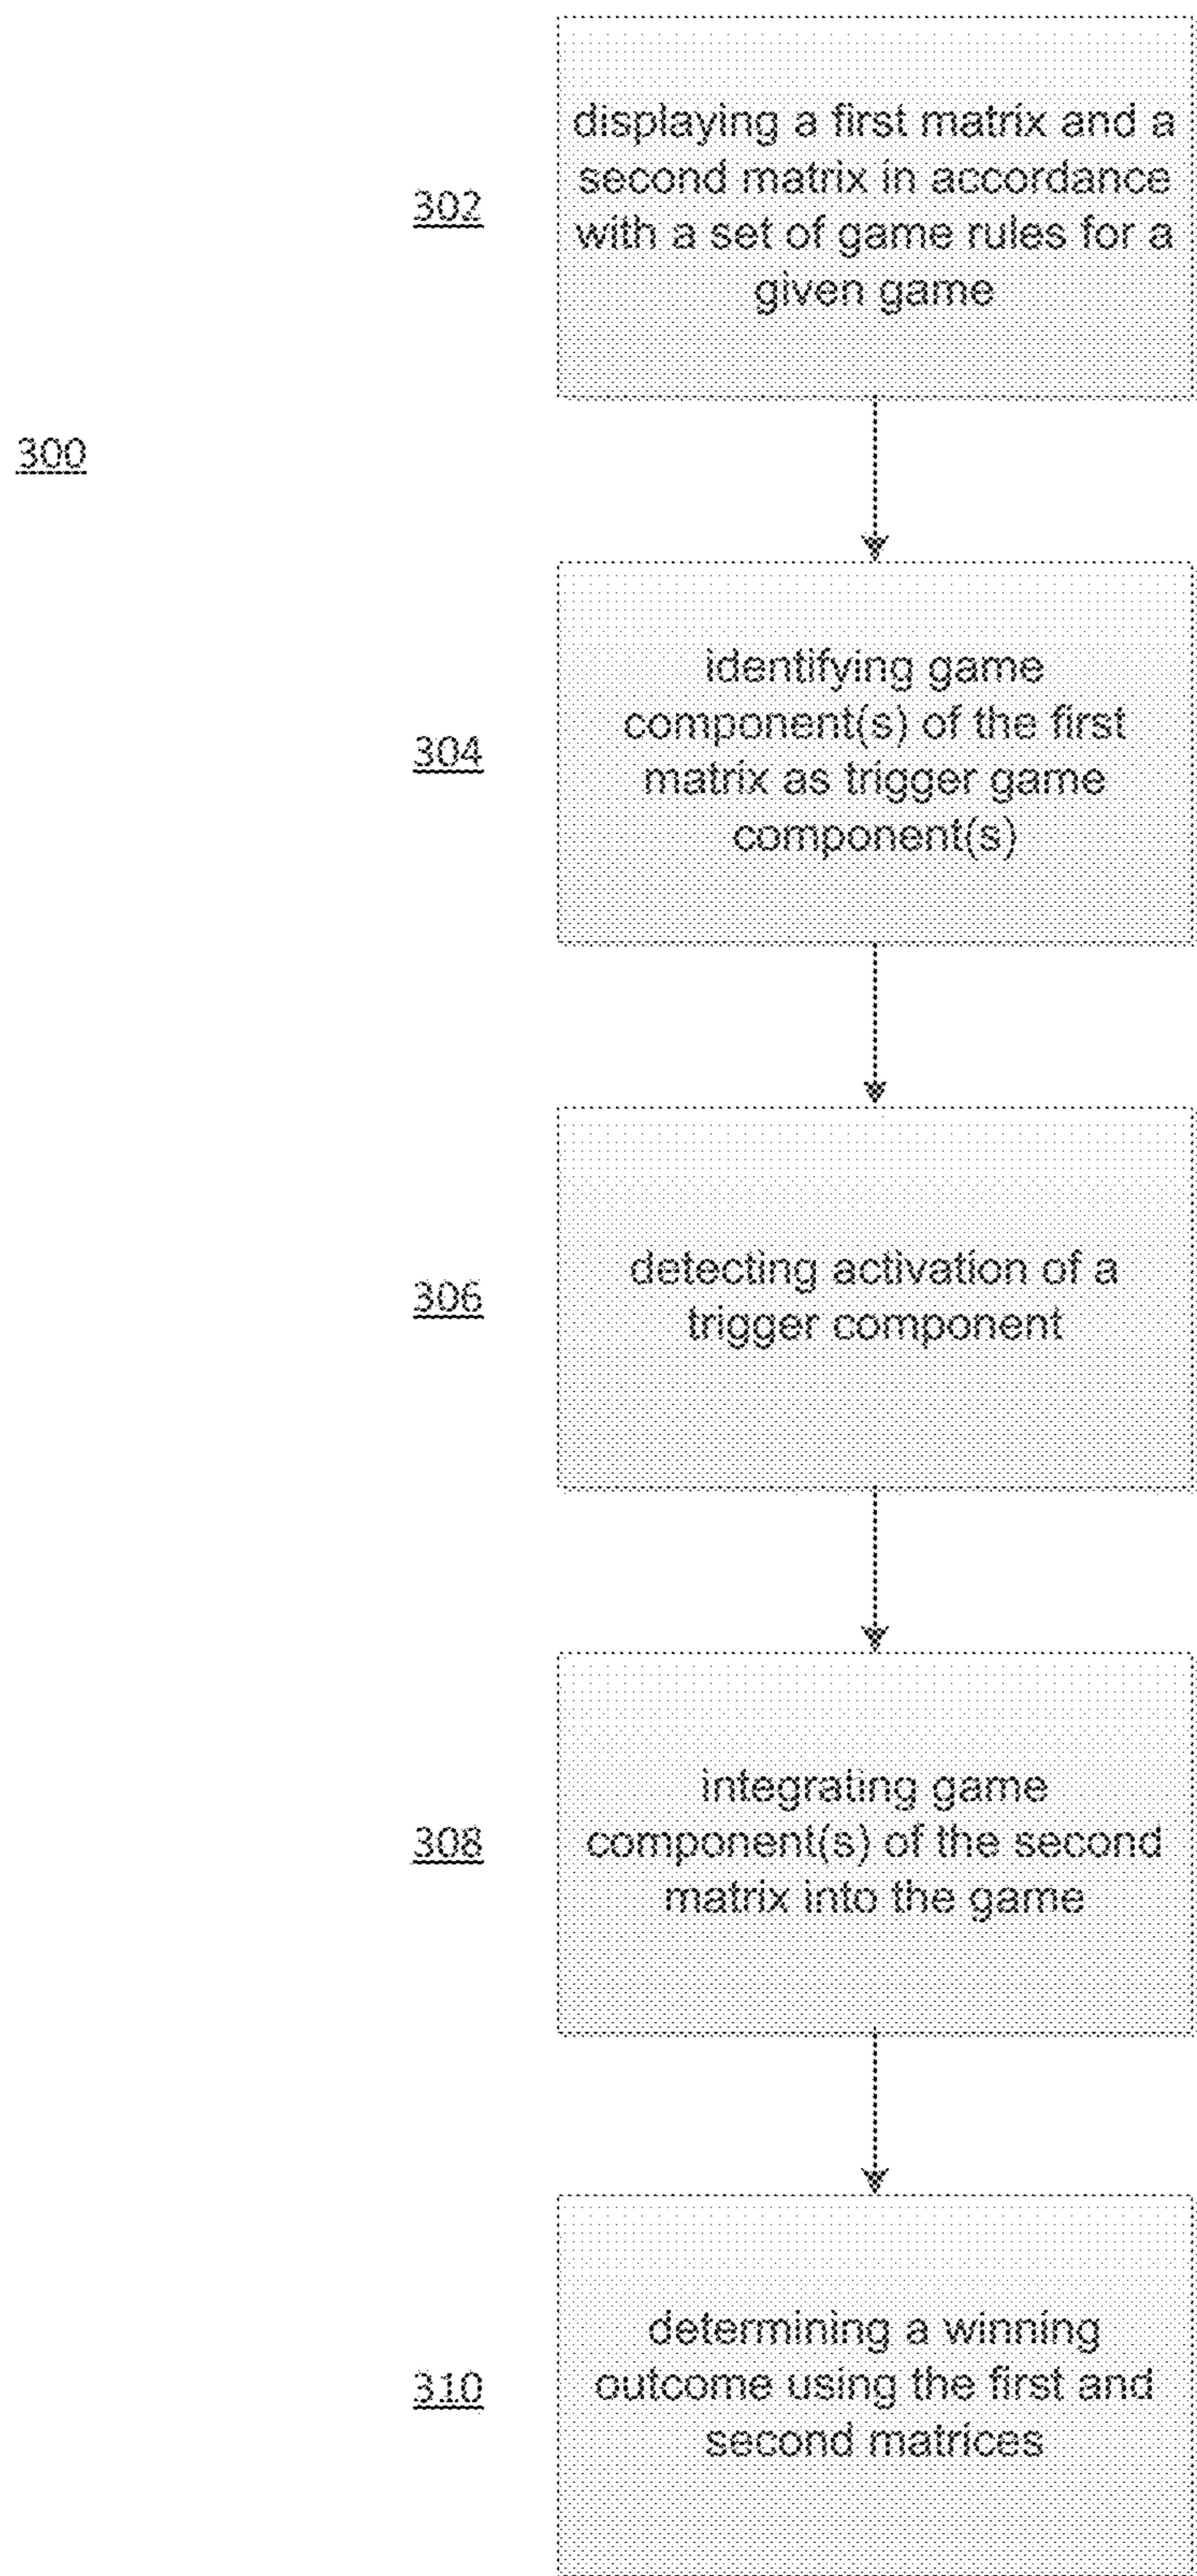 302
displaying a first matrix and a
second matrix in accordance
with a set of game rules for a
given game
300
304
identifying game
component(s) of the first
matrix as trigger game
component(s)
306
detecting activation of a
trigger component
308
integrating game
component(s) of the second
matrix into the game
310
determining a winning
outcome using the first and
second matrices